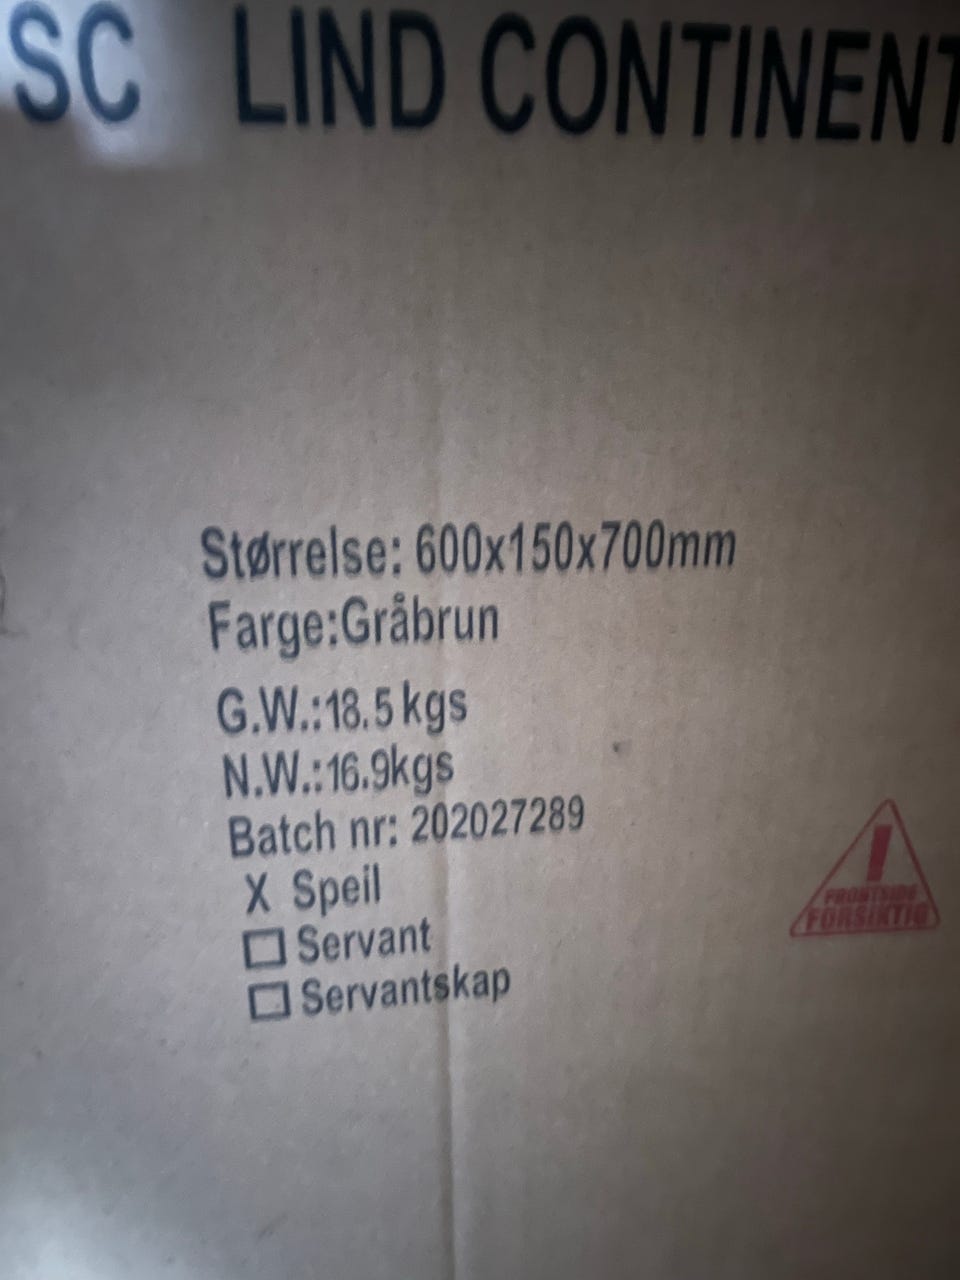 SC LIND CONTINENT
Størrelse: 600x150x700mm
Farge:Gråbrun
G.W.:18.5 kgs
N.W.:16.9kgs
Batch nr: 202027289
X Speil
Servant
Servantskap
!
FRONTSIDE
FORSIKTIG